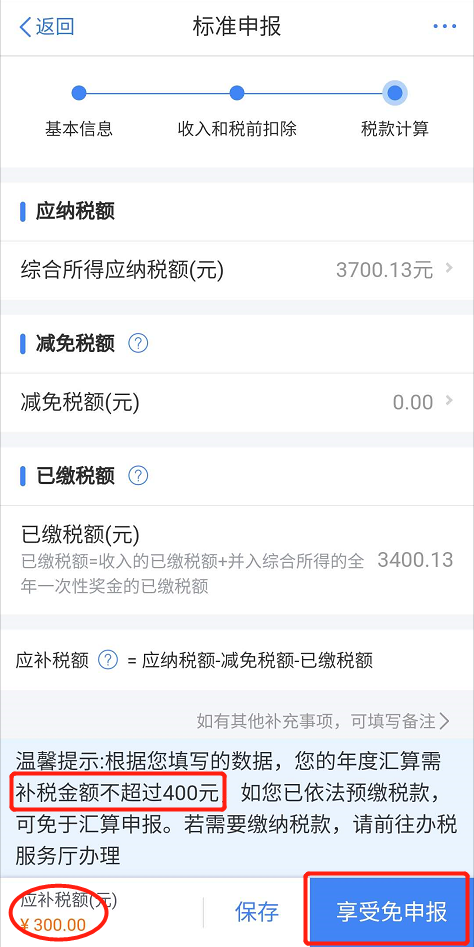 返回
标准申报
基本信息
收入和税前扣除
税款计算
应纳税额
综合所得应纳税额(元) 3700.13元
减免税额 ?
减免税额(元) 0.00
已缴税额 ?
已缴税额(元)
已缴税额=收入的已缴税额+并入综合所得的全 3400.13
年一次性奖金的已缴税额
应补税额 ? = 应纳税额-减免税额-已缴税额
如有其他补充事项，可填写备注
温馨提示:根据您填写的数据，您的年度汇算需
补税金额不超过400元 如您已依法预缴税款，
可免于汇算申报。若需要缴纳税款，请前往办税
服务厅办理
应补税额(元)
¥300.00
保存
享受免申报